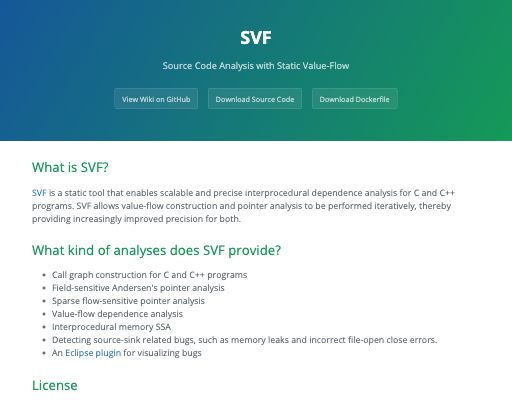 SVF
Source Code Analysis with Static Value-Flow
View Wiki on GitHub
Download Source Code
Download Dockerfile
What is SVF?
SVF is a static tool that enables scalable and precise interprocedural dependence analysis for C and C++
programs. SVF allows value-flow construction and pointer analysis to be performed iteratively, thereby
providing increasingly improved precision for both.
What kind of analyses does SVF provide?
• Call graph construction for C and C++ programs
• Field-sensitive Andersen's pointer analysis
• Sparse flow-sensitive pointer analysis
• Value-flow dependence analysis
• Interprocedural memory SSA
• Detecting source-sink related bugs, such as memory leaks and incorrect file-open close errors.
• An Eclipse plugin for visualizing bugs
License